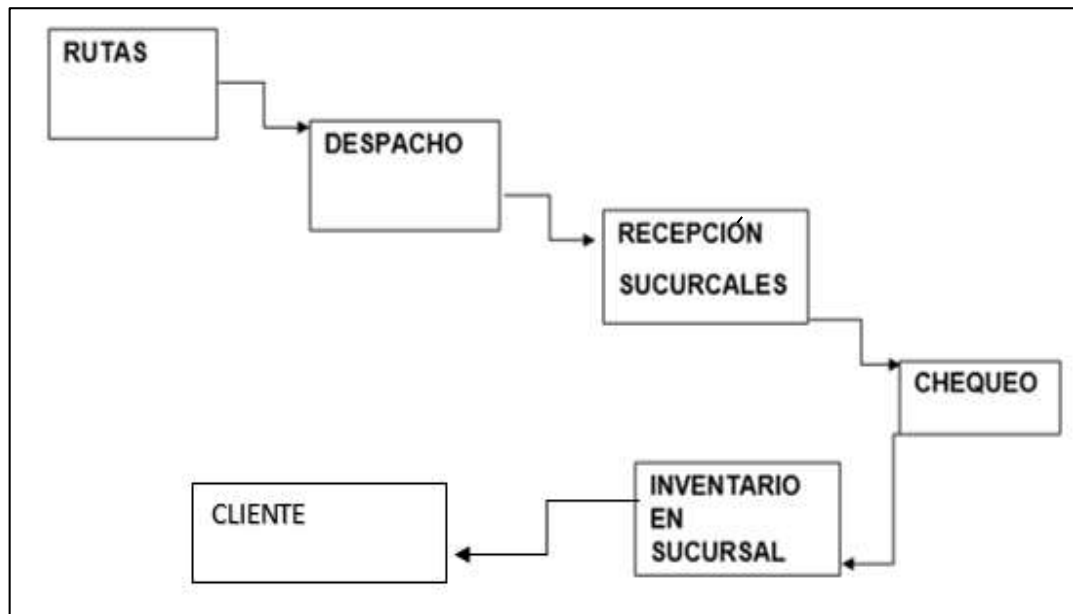 RUTAS
DESPACHO
RECEPCIÓN
SUCURCALES
CHEQUEO
INVENTARIO
EN
SUCURSAL
CLIENTE